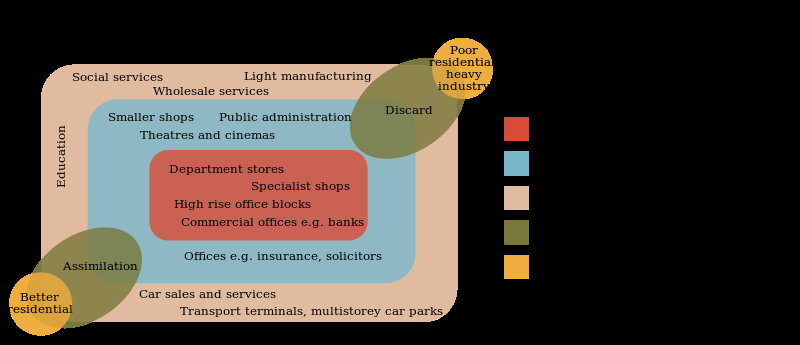 Poor
residential
heavy
industry
Social services
Light manufacturing
Wholesale services
Discard
Smaller shops
Public administration
Theatres and cinemas
Education
Department stores
Specialist shops
High rise office blocks
Commercial offices e.g. banks
Offices e.g. insurance, solicitors
Assimilation
Better
residential
Car sales and services
Transport terminals, multistorey car parks